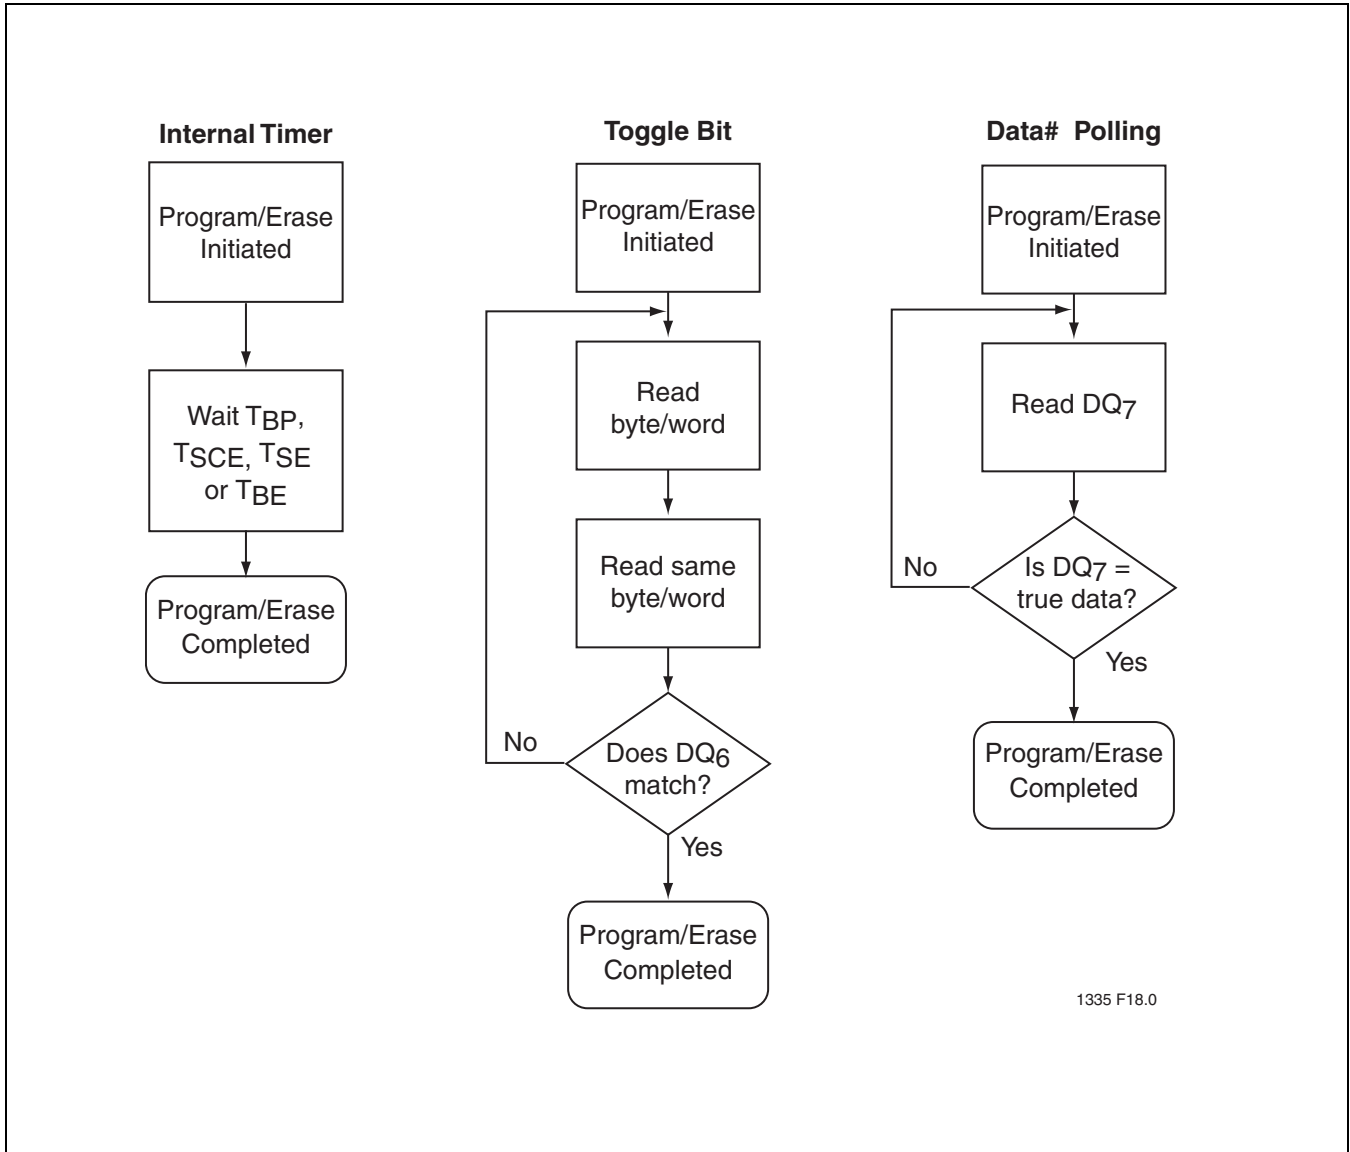 Internal Timer
Program/Erase
Initiated
Wait TBP,
TSCE, TSE
or TBE
Program/Erase
Completed
Toggle Bit
Program/Erase
Initiated
Read
byte/word
Read same
byte/word
No
Does DQ6
match?
Yes
Program/Erase
Completed
Data# Polling
Program/Erase
Initiated
Read DQ7
No
Is DQ7 =
true data?
Yes
Program/Erase
Completed
1335 F18.0